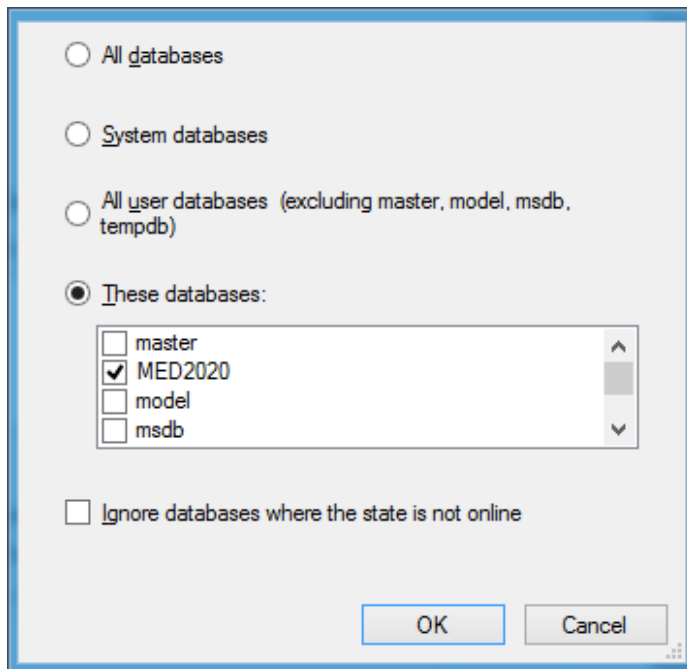 All databases
System databases
All user databases (excluding master, model, msdb,
tempdb)
These databases:
master
MED2020
model
msdb
Ignore databases where the state is not online
OK Cancel